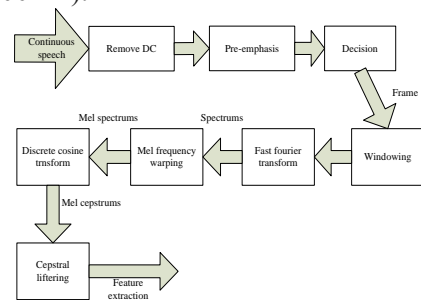 Continuous
speech
Remove DC
Pre-emphasis
Decision
Frame
Mel spectrums
Spectrums
Discrete cosine
trnsform
Mel frequency
warping
Fast fourier
transform
Windowing
Mel cepstrums
Cepstral
liftering
Feature
extraction